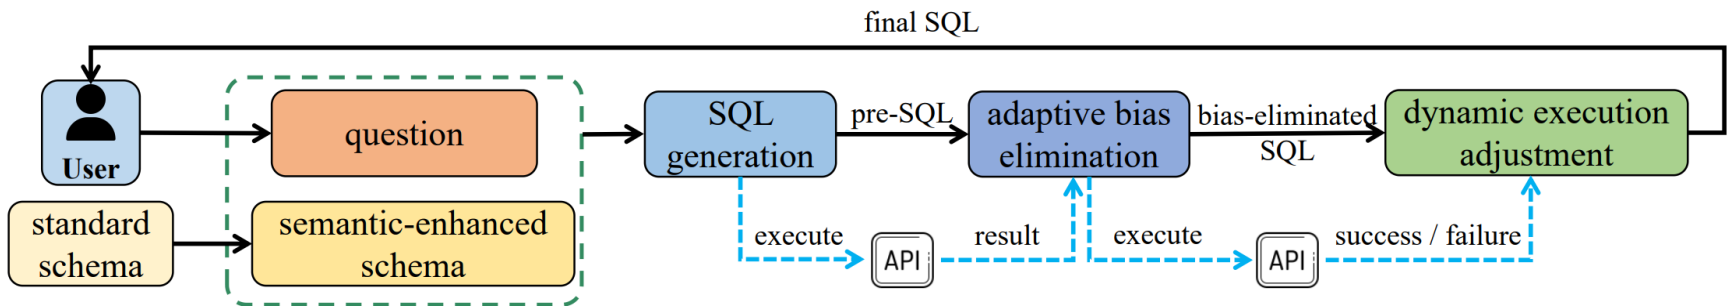 final SQL
User
question
SQL
generation
pre-SQL
adaptive bias
elimination
bias-eliminated
SQL
dynamic execution
adjustment
standard
schema
semantic-enhanced
schema
execute
API
result
execute
API
success / failure